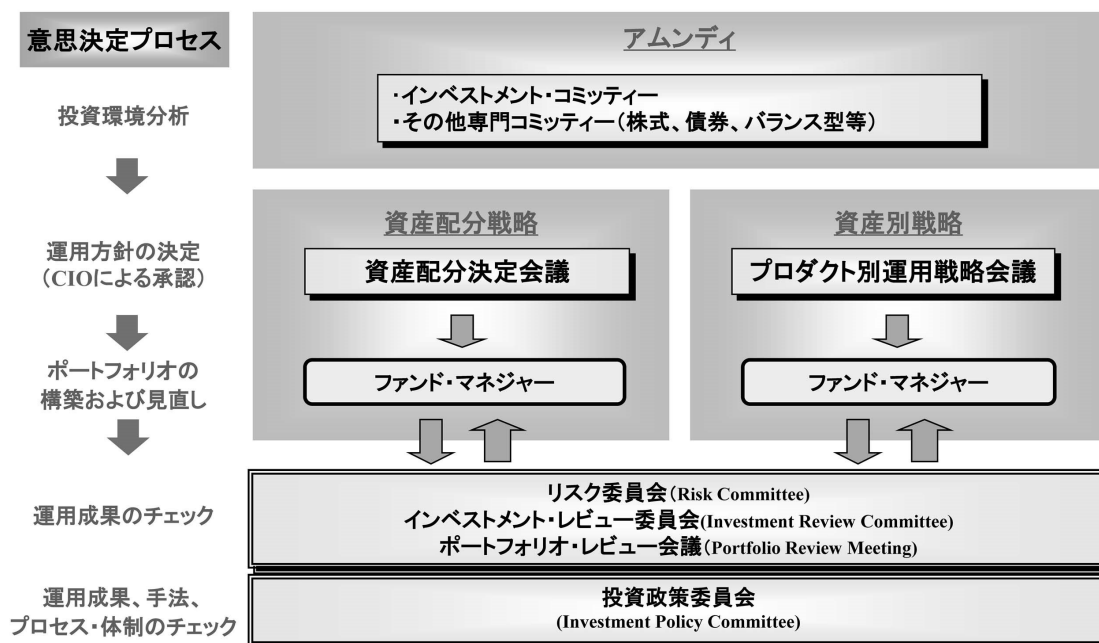 意思決定プロセス
アムンディ
・インベストメント・コミッティー
・その他専門コミッティー（株式、債券、バランス型等）
投資環境分析
資産配分戦略
資産別戦略
運用方針の決定
（CIOによる承認）
資産配分決定会議
プロダクト別運用戦略会議
ポートフォリオの
構築および見直し
ファンド・マネジャー
ファンド・マネジャー
運用成果のチェック
リスク委員会（Risk Committee）
インベストメント・レビュー委員会(Investment Review Committee)
ポートフォリオ・レビュー会議（Portfolio Review Meeting)
運用成果、手法、
プロセス・体制のチェック
投資政策委員会
(Investment Policy Committee)